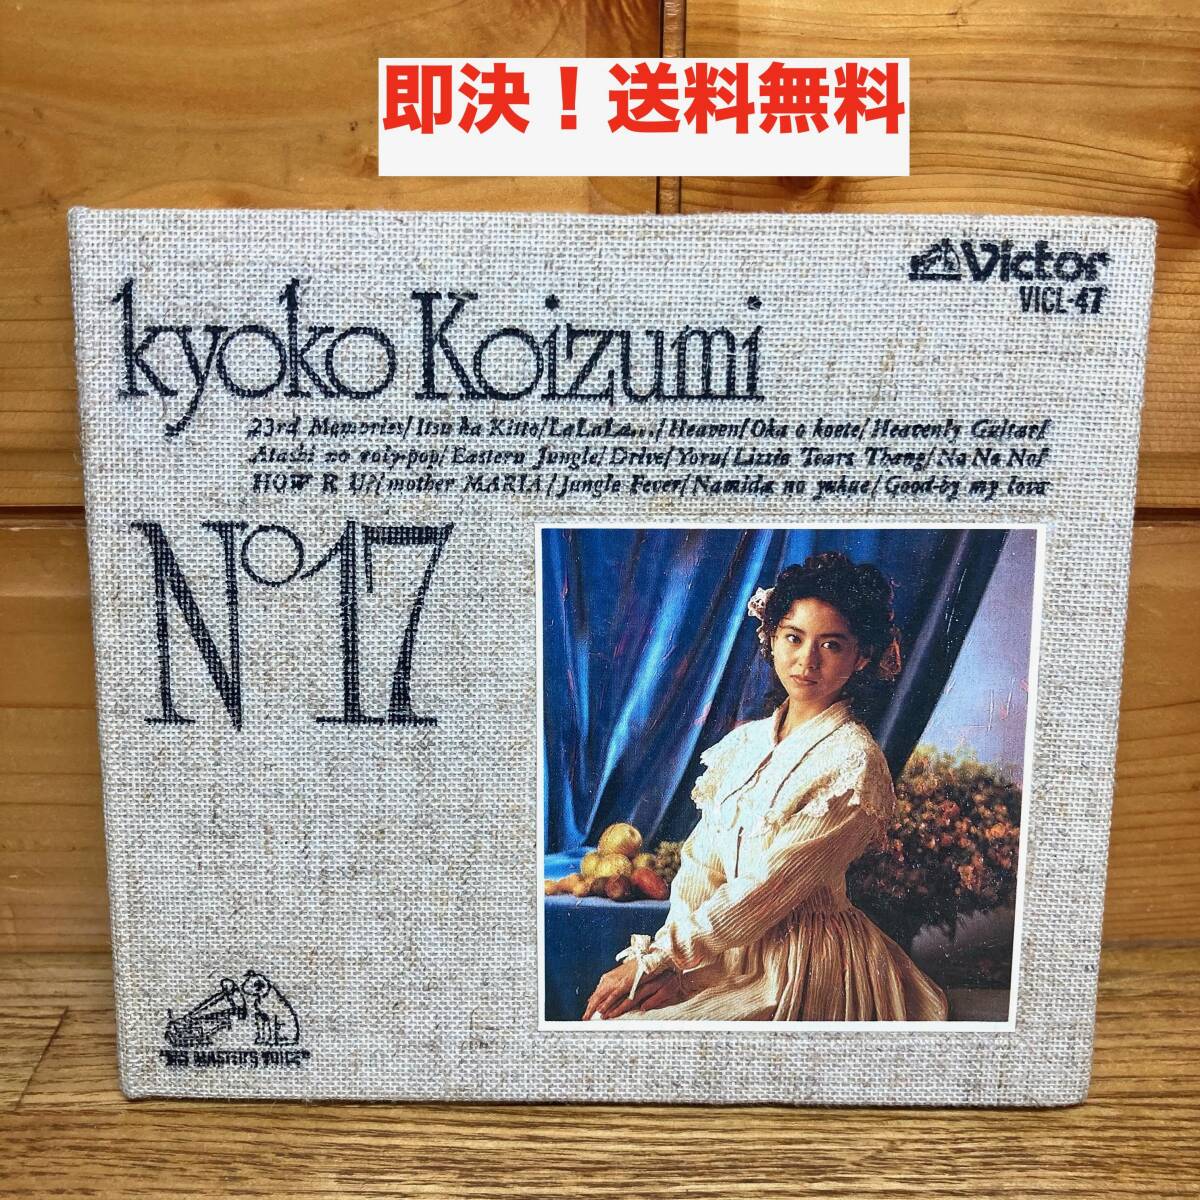 即決！送料無料
Victor
VICL-47
kyoko Koizumi
23rd Memories/Itsu ka Kitto/LaLaLa.../Heaven/Oka o koete/Heavenly Guitar/
Atashi no roly-pop/Eastern Jungle/Drive/Yoru/Little Tears Thang/No No No!
HOW R U?/mother MARIA/Jungle Fever/Namida no yukue/Good-by my love
Nº17
"HIS MASTER'S VOICE"